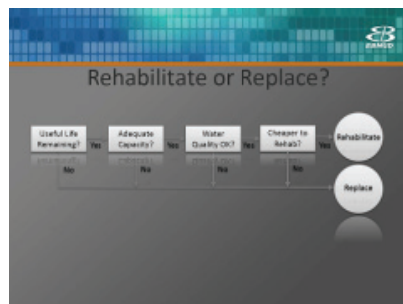 EBMUD
Rehabilitate or Replace?
Useful Life
Remaining?
Yes
Adequate
Capacity?
Yes
Water
Quality OK?
Yes
Cheaper to
Rehab?
Yes
Rehabilitate
No
No
No
No
Replace